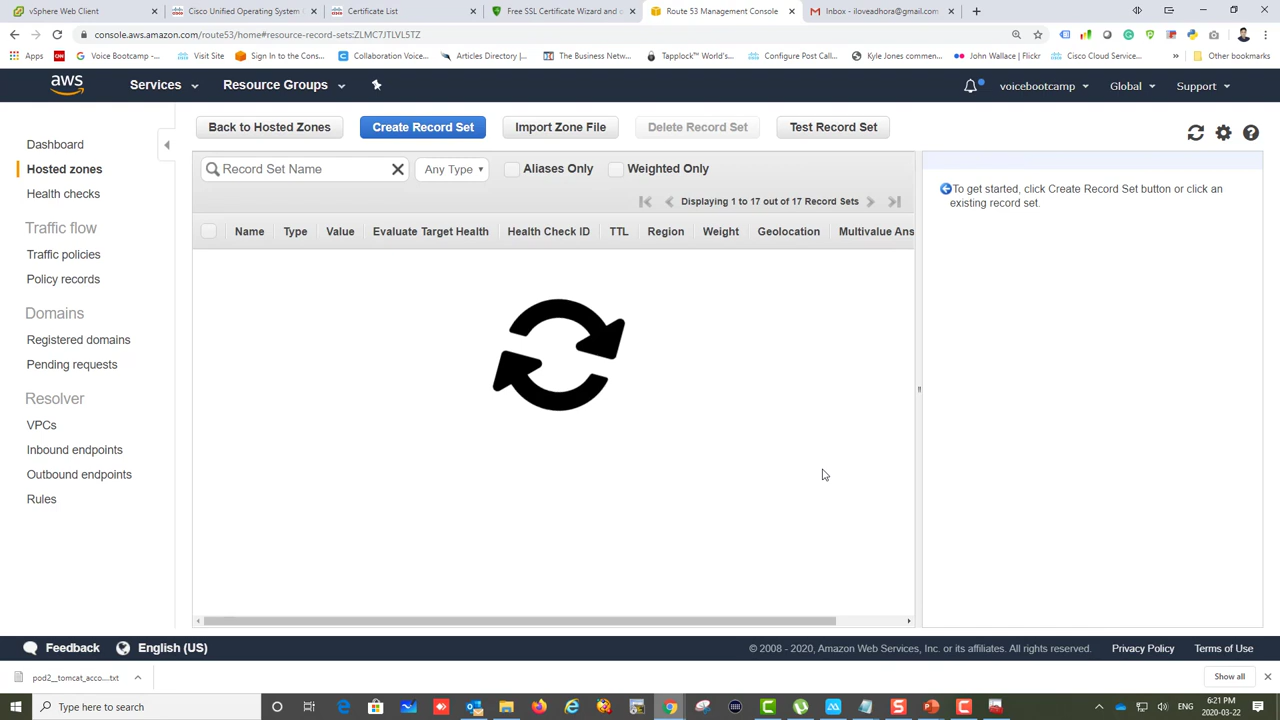 vSphere Web Client
Cisco Unified Operating System
Certificate List
Free SSL Certificate Wizard and o
Route 53 Management Console
Inbox - iloveadhora@gmail.com
console.aws.amazon.com/route53/home#resource-record-sets:ZLMC7JTLVL5TZ
Apps
Voice Bootcamp -...
Visit Site
Sign In to the Cons...
Collaboration Voice...
Articles Directory |...
The Business Netw...
Tapplock™ World's...
Configure Post Call...
Kyle Jones commen...
John Wallace | Flickr
Cisco Cloud Service...
»
Other bookmarks
aws
Services
Resource Groups
voicebootcamp
Global
Support
Back to Hosted Zones
Create Record Set
Import Zone File
Delete Record Set
Test Record Set
Dashboard
Hosted zones
Health checks
Traffic flow
Traffic policies
Policy records
Domains
Registered domains
Pending requests
Resolver
VPCs
Inbound endpoints
Outbound endpoints
Rules
Record Set Name
Any Type
Aliases Only
Weighted Only
Displaying 1 to 17 out of 17 Record Sets
Name Type Value Evaluate Target Health Health Check ID TTL Region Weight Geolocation Multivalue Ans
To get started, click Create Record Set button or click an
existing record set.
Feedback
English (US)
© 2008 - 2020, Amazon Web Services, Inc. or its affiliates. All rights reserved.
Privacy Policy
Terms of Use
pod2__tomcat_acco....txt
Show all
Type here to search
ENG
6:21 PM
2020-03-22